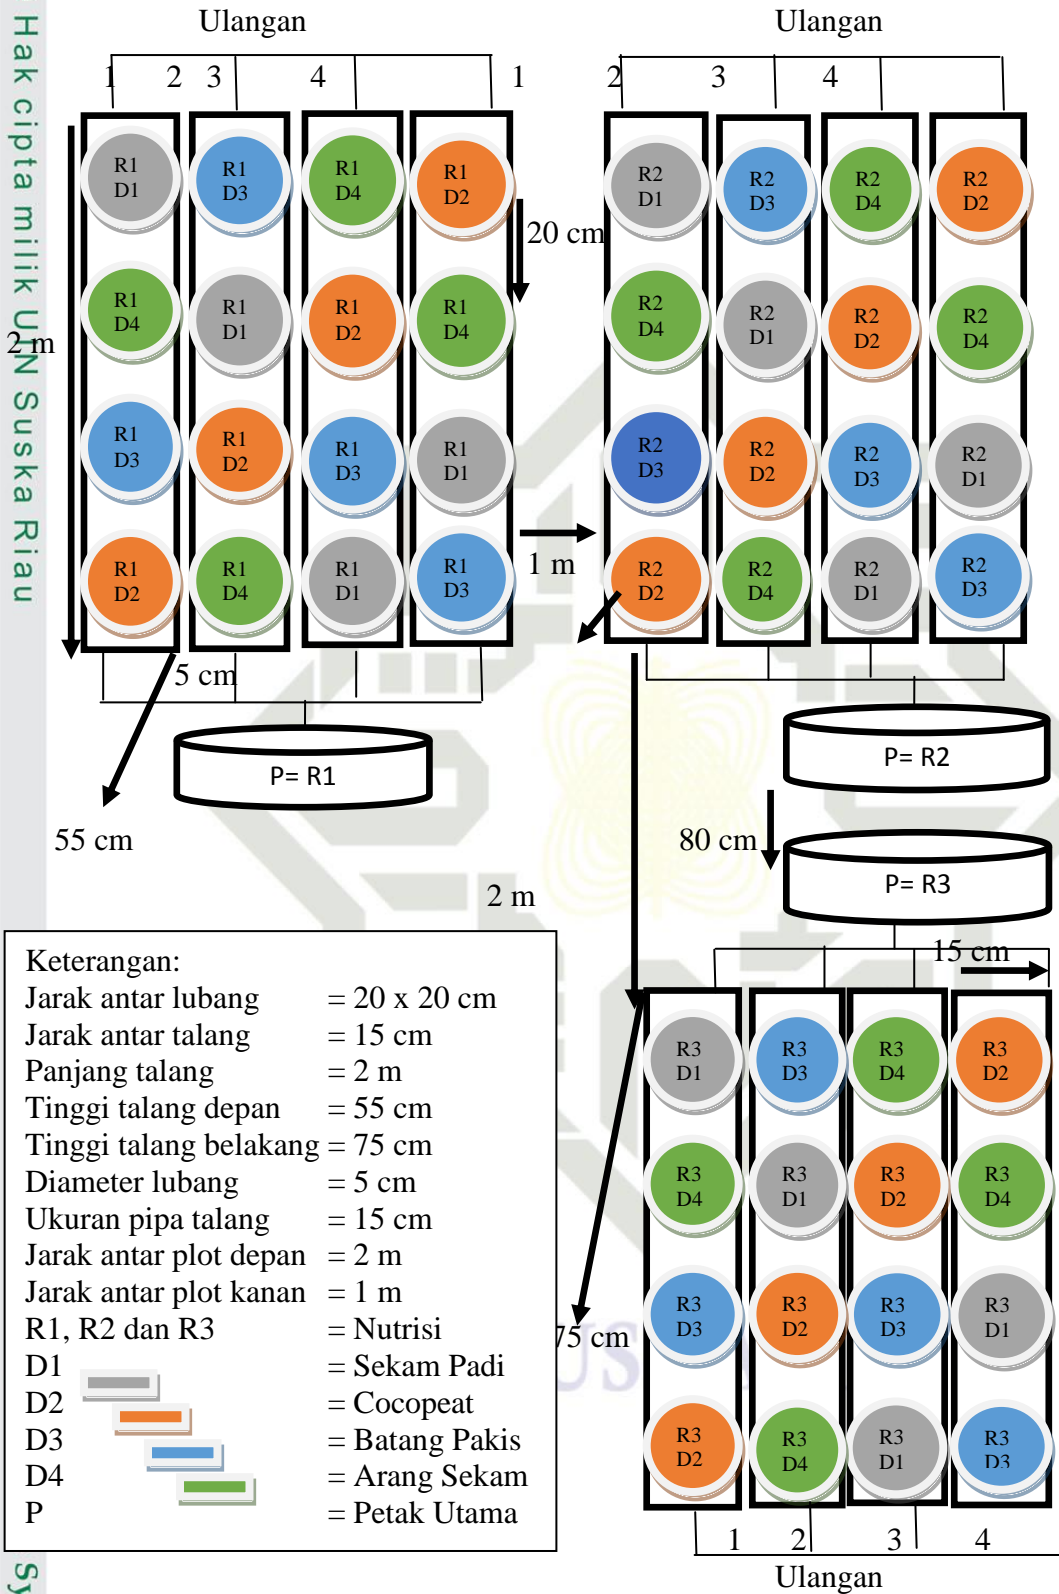 Hak cipta milik UIN Suska Riau
Sy
Ulangan
1 2 3 4
Ulangan
1 2 3 4
R1 D1
R1 D3
R1 D4
R1 D2
R1 D4
R1 D1
R1 D2
R1 D4
R1 D3
R1 D2
R1 D3
R1 D1
R1 D2
R1 D4
R1 D1
R1 D3
20 cm
2 m
1 m
5 cm
P= R1
55 cm
R2 D1
R2 D3
R2 D4
R2 D2
R2 D4
R2 D1
R2 D2
R2 D4
R2 D3
R2 D2
R2 D3
R2 D1
R2 D2
R2 D4
R2 D1
R2 D3
P= R2
80 cm
P= R3
2 m
15 cm
R3 D1
R3 D3
R3 D4
R3 D2
R3 D4
R3 D1
R3 D2
R3 D4
R3 D3
R3 D2
R3 D3
R3 D1
R3 D2
R3 D4
R3 D1
R3 D3
75 cm
US
1 2 3 4
Ulangan
Keterangan:
Jarak antar lubang = 20 x 20 cm
Jarak antar talang = 15 cm
Panjang talang = 2 m
Tinggi talang depan = 55 cm
Tinggi talang belakang = 75 cm
Diameter lubang = 5 cm
Ukuran pipa talang = 15 cm
Jarak antar plot depan = 2 m
Jarak antar plot kanan = 1 m
R1, R2 dan R3 = Nutrisi
D1 = Sekam Padi
D2 = Cocopeat
D3 = Batang Pakis
D4 = Arang Sekam
P = Petak Utama